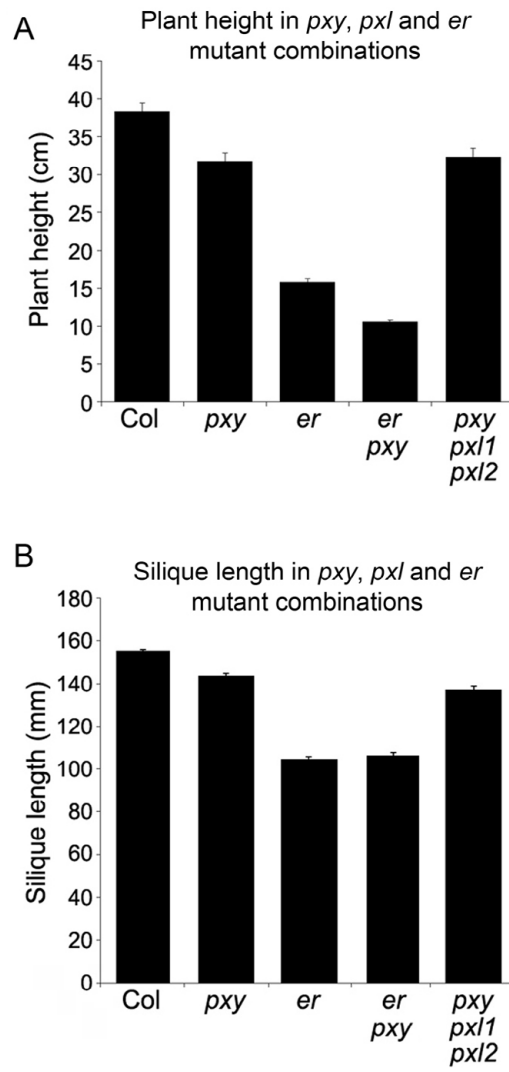 A
Plant height in pxy, pxl and er
mutant combinations
Plant height (cm)
45
40
35
30
25
20
15
10
5
0
Col pxy er er pxy
pxy pxl1
pxl2
B
Silique length in pxy, pxl and er
mutant combinations
Silique length (mm)
180
160
140
120
100
80
60
40
20
0
Col pxy er er pxy
pxy pxl1
pxl2